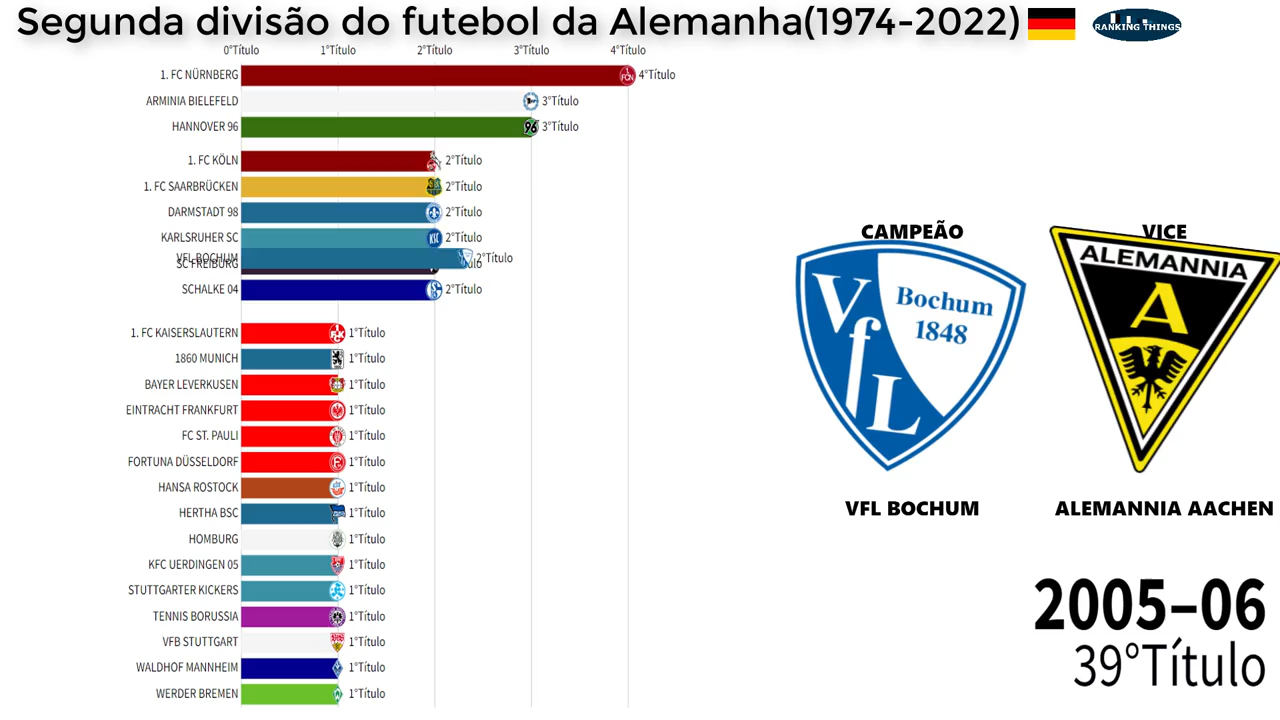 Segunda divisão do futebol da Alemanha(1974-2022)
RANKING THINGS
0°Título 1°Título 2°Título 3°Título 4°Título
1. FC NÜRNBERG 4°Título
ARMINIA BIELEFELD 3°Título
HANNOVER 96 96 3°Título
1. FC KÖLN 2°Título
1. FC SAARBRÜCKEN 2°Título
DARMSTADT 98 2°Título
KARLSRUHER SC KSC 2°Título
VFL BOCHUM 2°Título
SC FREIBURG
SCHALKE 04 2°Título
1. FC KAISERSLAUTERN 1°Título
1860 MUNICH 1°Título
BAYER LEVERKUSEN 1°Título
EINTRACHT FRANKFURT 1°Título
FC ST. PAULI 1°Título
FORTUNA DÜSSELDORF 1°Título
HANSA ROSTOCK 1°Título
HERTHA BSC 1°Título
HOMBURG 1°Título
KFC UERDINGEN 05 1°Título
STUTTGARTER KICKERS 1°Título
TENNIS BORUSSIA 1°Título
VFB STUTTGART 1°Título
WALDHOF MANNHEIM 1°Título
WERDER BREMEN 1°Título
CAMPEÃO
VfL
Bochum
1848
VFL BOCHUM
VICE
ALEMANNIA
A
ALEMANNIA AACHEN
2005-06
39°Título